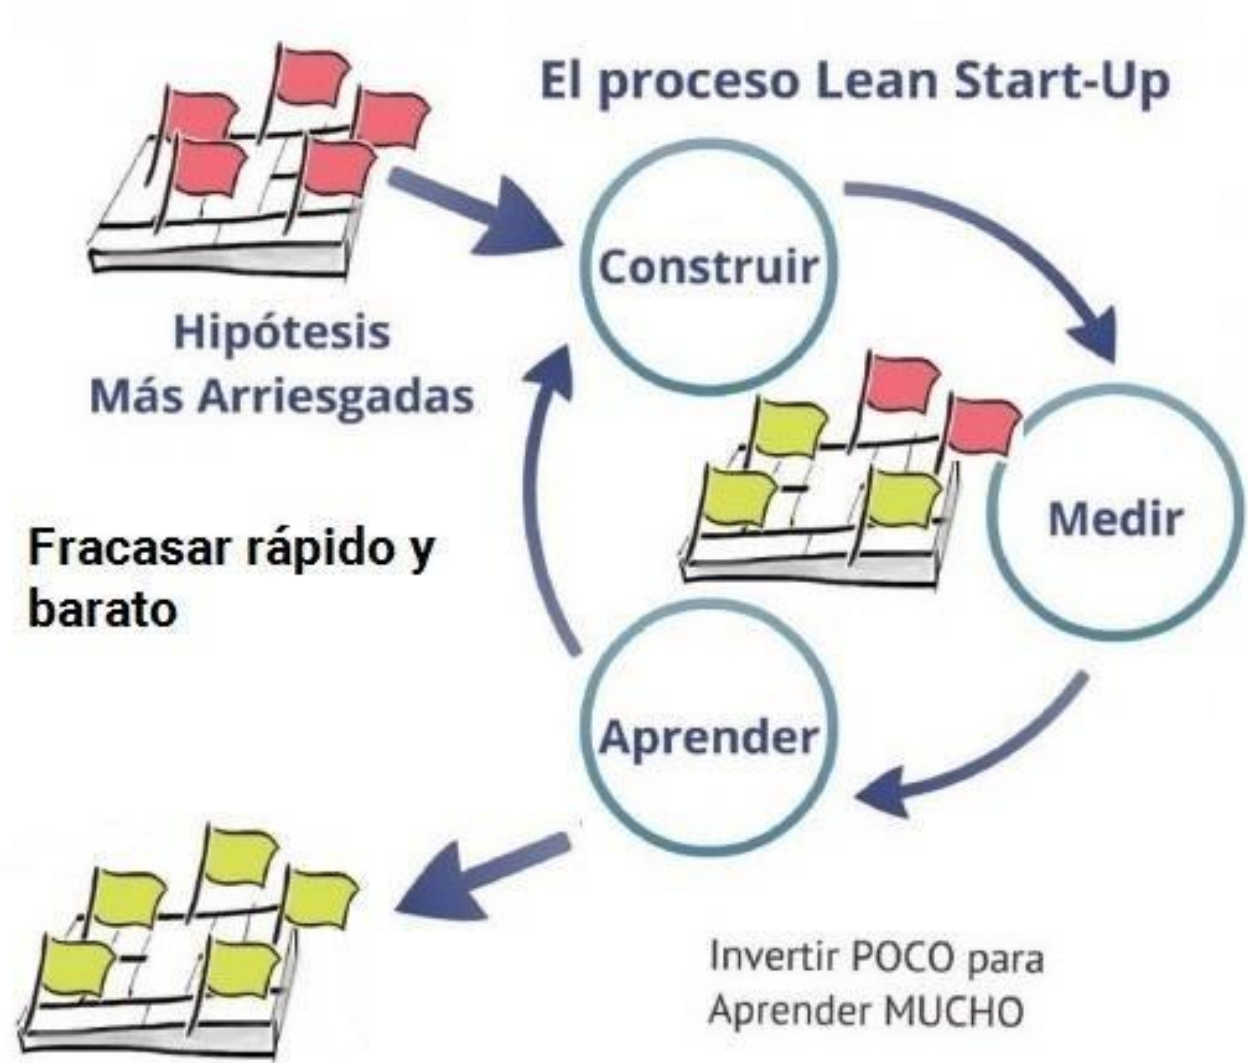 El proceso Lean Start-Up
Construir
Hipótesis
Más Arriesgadas
Medir
Fracasar rápido y
barato
Aprender
Invertir POCO para
Aprender MUCHO